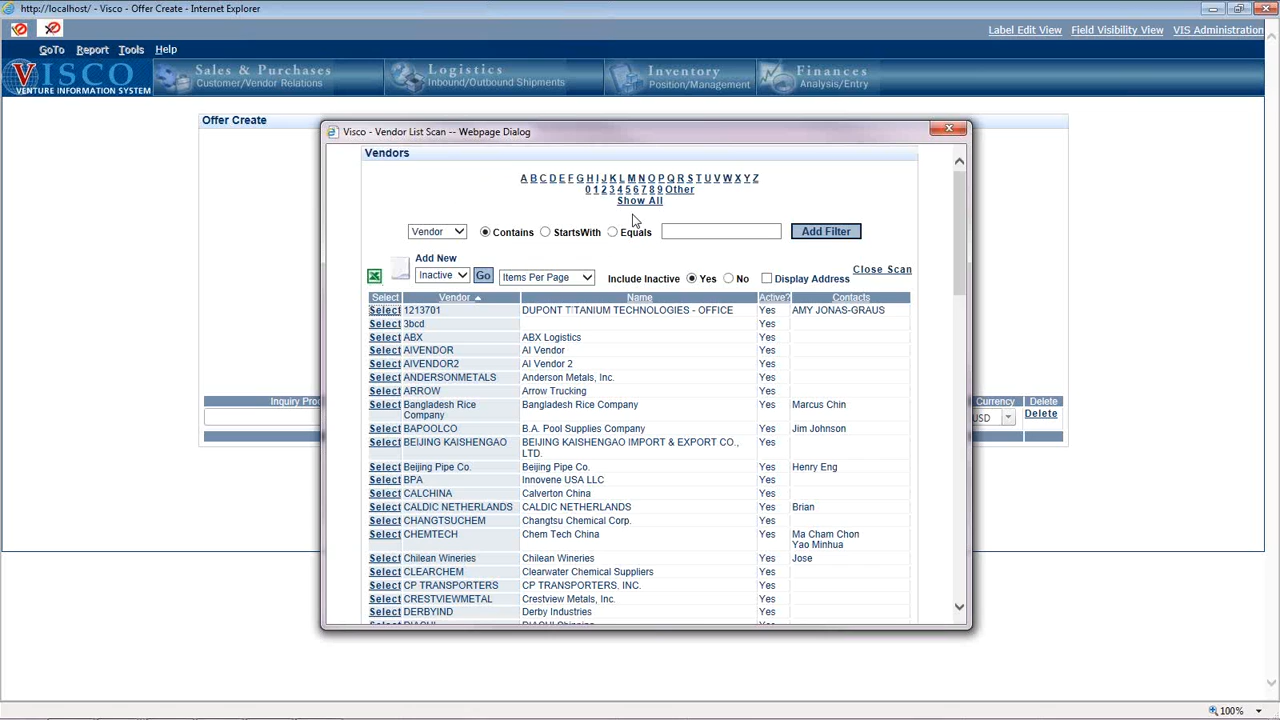 http://localhost/ - Visco - Offer Create - Internet Explorer
Label Edit View Field Visibility View VIS Administration
GoTo Report Tools Help
VISCO
VENTURE INFORMATION SYSTEM
Sales & Purchases
Customer/Vendor Relations
Logistics
Inbound/Outbound Shipments
Inventory
Position/Management
Finances
Analysis/Entry
Offer Create
Visco - Vendor List Scan -- Webpage Dialog
Vendors
A B C D E F G H I J K L M N O P Q R S T U V W X Y Z
0 1 2 3 4 5 6 7 8 9 Other
Show All
Vendor Contains StartsWith Equals Add Filter
Add New
Inactive Go Items Per Page Include Inactive Yes No Display Address Close Scan
Select Vendor Name Active? Contacts
Select 1213701 DUPONT TITANIUM TECHNOLOGIES - OFFICE Yes AMY JONAS-GRAUS
Select 3bcd Yes
Select ABX ABX Logistics Yes
Select AIVENDOR AI Vendor Yes
Select AIVENDOR2 AI Vendor 2 Yes
Select ANDERSONMETALS Anderson Metals, Inc. Yes
Select ARROW Arrow Trucking Yes
Select Bangladesh Rice Company Bangladesh Rice Company Yes Marcus Chin
Select BAPOOLCO B.A. Pool Supplies Company Yes Jim Johnson
Select BEIJING KAISHENGAO BEIJING KAISHENGAO IMPORT & EXPORT CO., LTD. Yes
Select Beijing Pipe Co. Beijing Pipe Co. Yes Henry Eng
Select BPA Innovene USA LLC Yes
Select CALCHINA Calverton China Yes
Select CALDIC NETHERLANDS CALDIC NETHERLANDS Yes Brian
Select CHANGTSUCHEM Changtsu Chemical Corp. Yes
Select CHEMTECH Chem Tech China Yes Ma Cham Chon
Yao Minhua
Select Chilean Wineries Chilean Wineries Yes Jose
Select CLEARCHEM Clearwater Chemical Suppliers Yes
Select CP TRANSPORTERS CP TRANSPORTERS. INC. Yes
Select CRESTVIEWMETAL Crestview Metals, Inc. Yes
Select DERBYIND Derby Industries Yes
Inquiry Currency Delete
USD Delete
100%